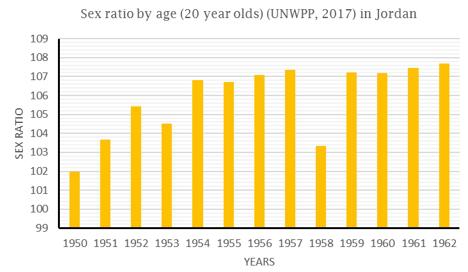 Sex ratio by age (20 year olds) (UNWPP, 2017) in Jordan
109
108
107
106
105
104
103
102
101
100
99
SEX RATIO
1950 1951 1952 1953 1954 1955 1956 1957 1958 1959 1960 1961 1962
YEARS